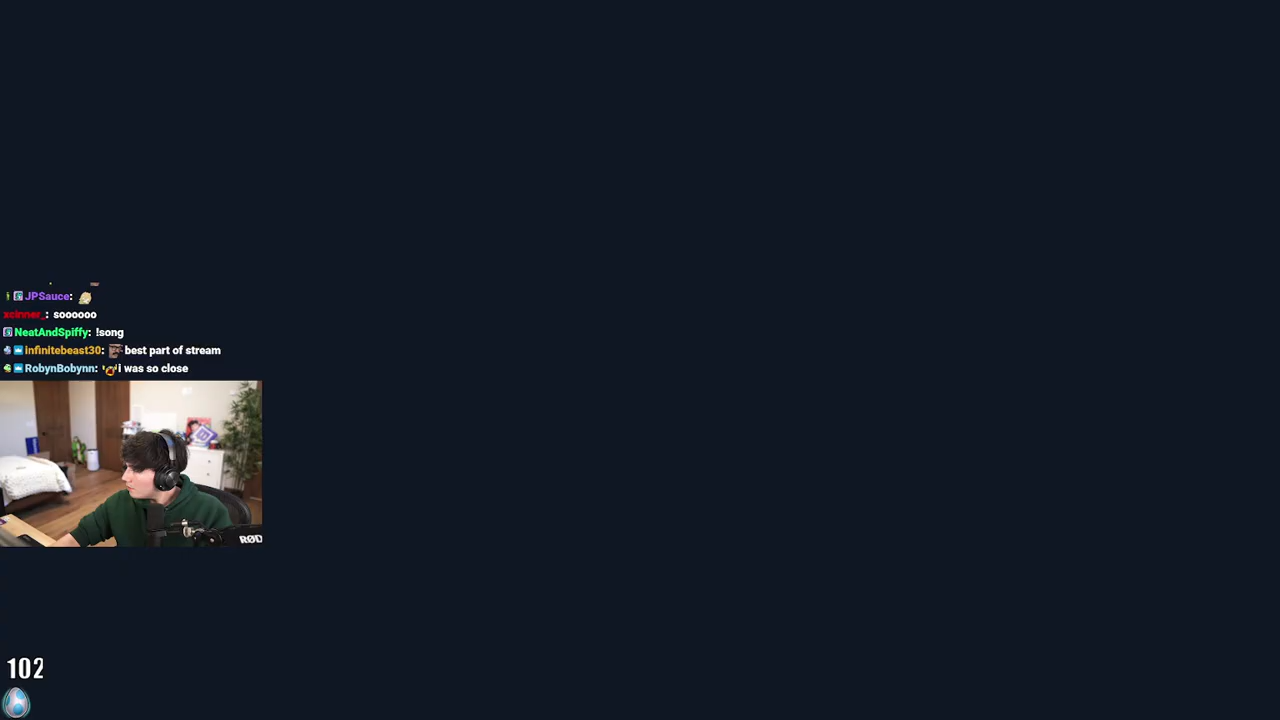 JPSauce:
xcinner_: soooooo
NeatAndSpiffy: !song
infinitebeast30: best part of stream
RobynBobynn: i was so close
RØD
102